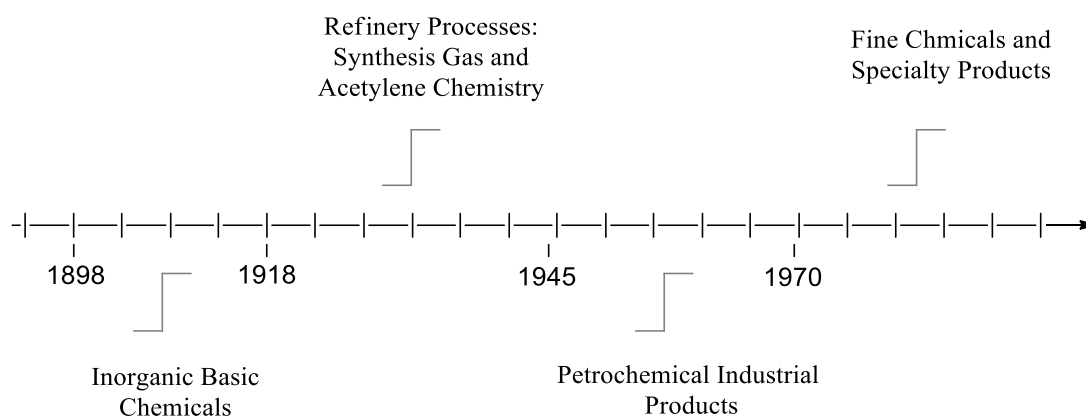 Refinery Processes:
Synthesis Gas and
Acetylene Chemistry
Fine Chmicals and
Specialty Products
1898
1918
1945
1970
Inorganic Basic
Chemicals
Petrochemical Industrial
Products